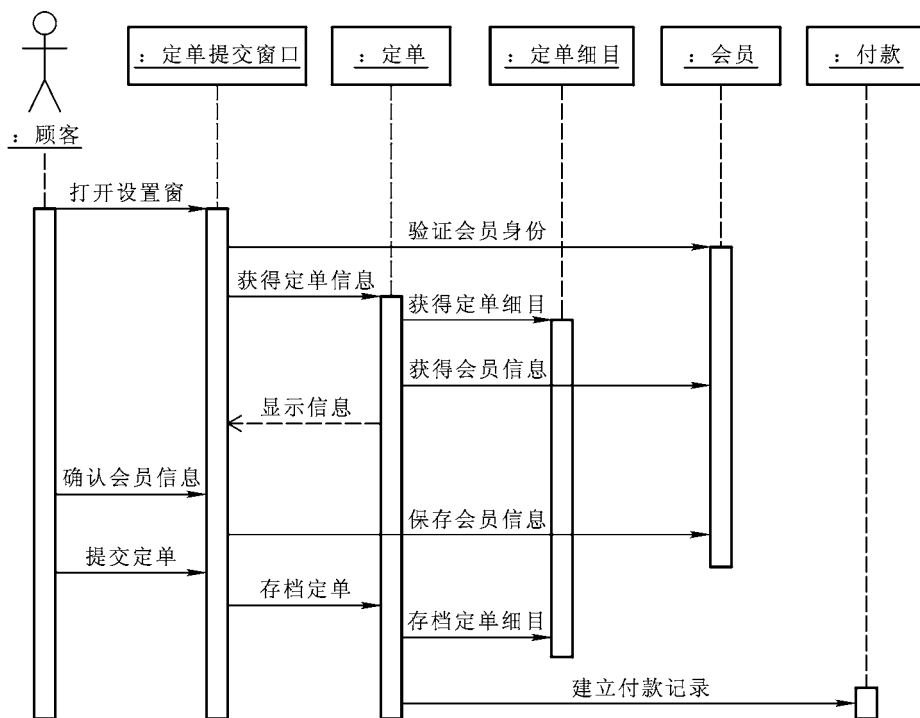 ：定单提交窗口
：定单
：定单细目
：会员
：付款
：顾客
打开设置窗
验证会员身份
获得定单信息
获得定单细目
获得会员信息
显示信息
确认会员信息
保存会员信息
提交定单
存档定单
存档定单细目
建立付款记录